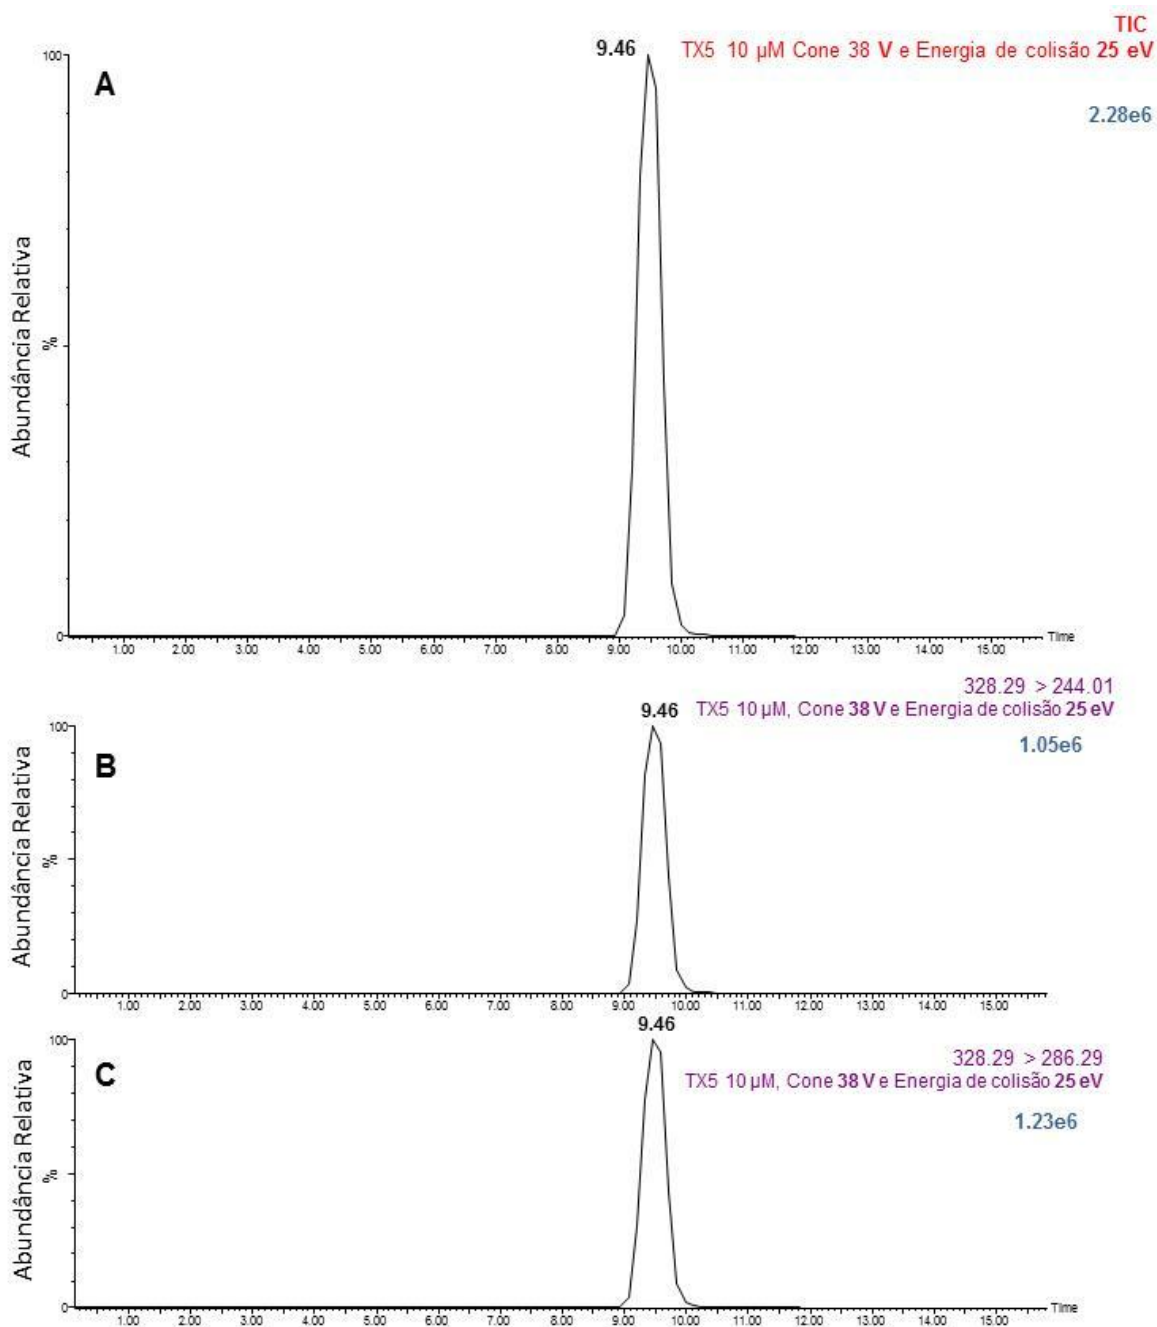 TIC
9.46 TX5 10 µM Cone 38 V e Energia de colisão 25 eV
100
A
2.28e6
Abundância Relativa
%
0
1.00 2.00 3.00 4.00 5.00 6.00 7.00 8.00 9.00 10.00 11.00 12.00 13.00 14.00 15.00 Time
328.29 > 244.01
9.46 TX5 10 µM, Cone 38 V e Energia de colisão 25 eV
100
1.05e6
B
Abundância Relativa
%
0
1.00 2.00 3.00 4.00 5.00 6.00 7.00 8.00 9.00 10.00 11.00 12.00 13.00 14.00 15.00
9.46
100
328.29 > 286.29
C
TX5 10 µM, Cone 38 V e Energia de colisão 25 eV
1.23e6
Abundância Relativa
%
0
1.00 2.00 3.00 4.00 5.00 6.00 7.00 8.00 9.00 10.00 11.00 12.00 13.00 14.00 15.00 Time